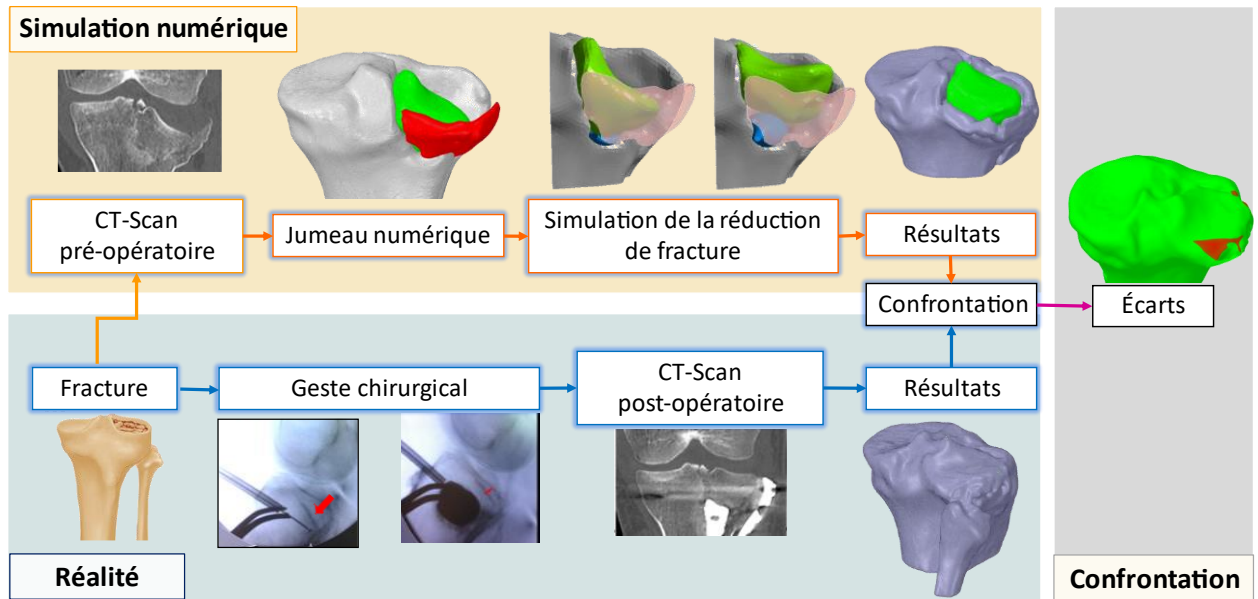 Simulation numérique
CT-Scan
pré-opératoire
Jumeau numérique
Simulation de la réduction
de fracture
Résultats
Confrontation
Écarts
Fracture
Geste chirurgical
CT-Scan
post-opératoire
Résultats
Réalité
Confrontation